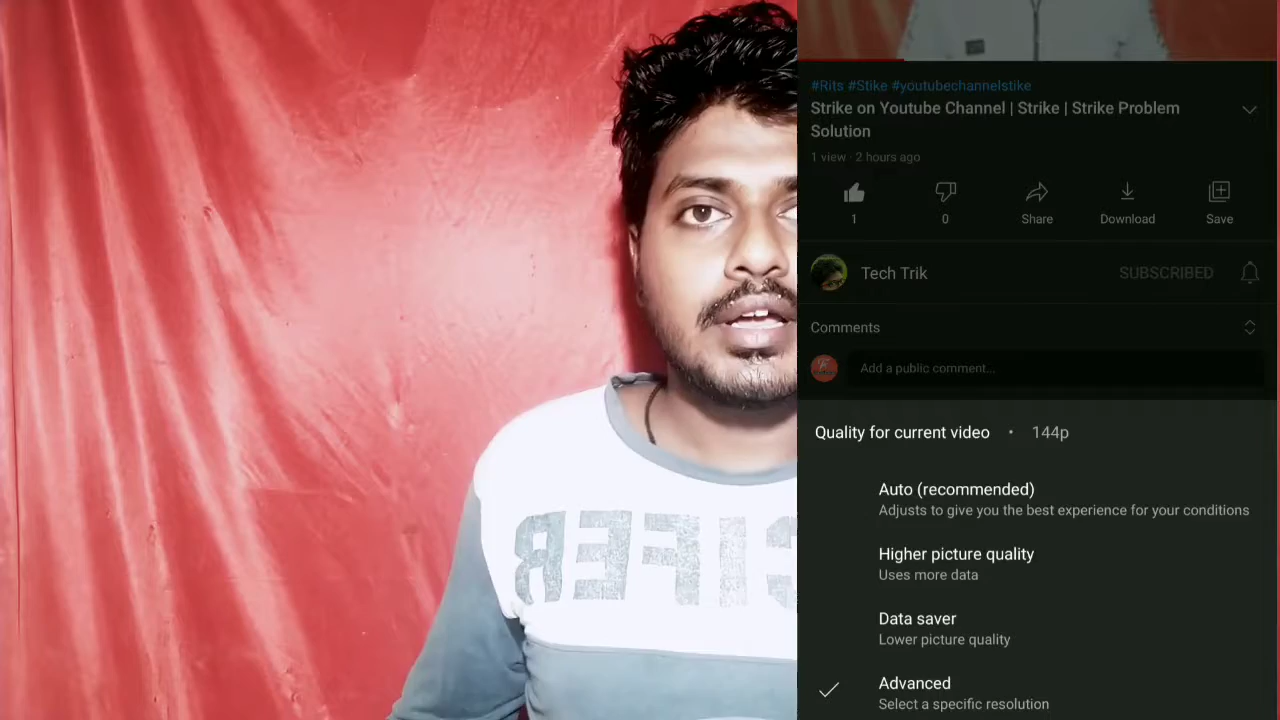 #Rits #Stike #youtubechannelstike
Strike on Youtube Channel | Strike | Strike Problem
Solution
1 view · 2 hours ago
1
0
Share
Download
Save
Tech Trik
SUBSCRIBED
Comments
Add a public comment...
Quality for current video • 144p
Auto (recommended)
Adjusts to give you the best experience for your conditions
Higher picture quality
Uses more data
Data saver
Lower picture quality
Advanced
Select a specific resolution